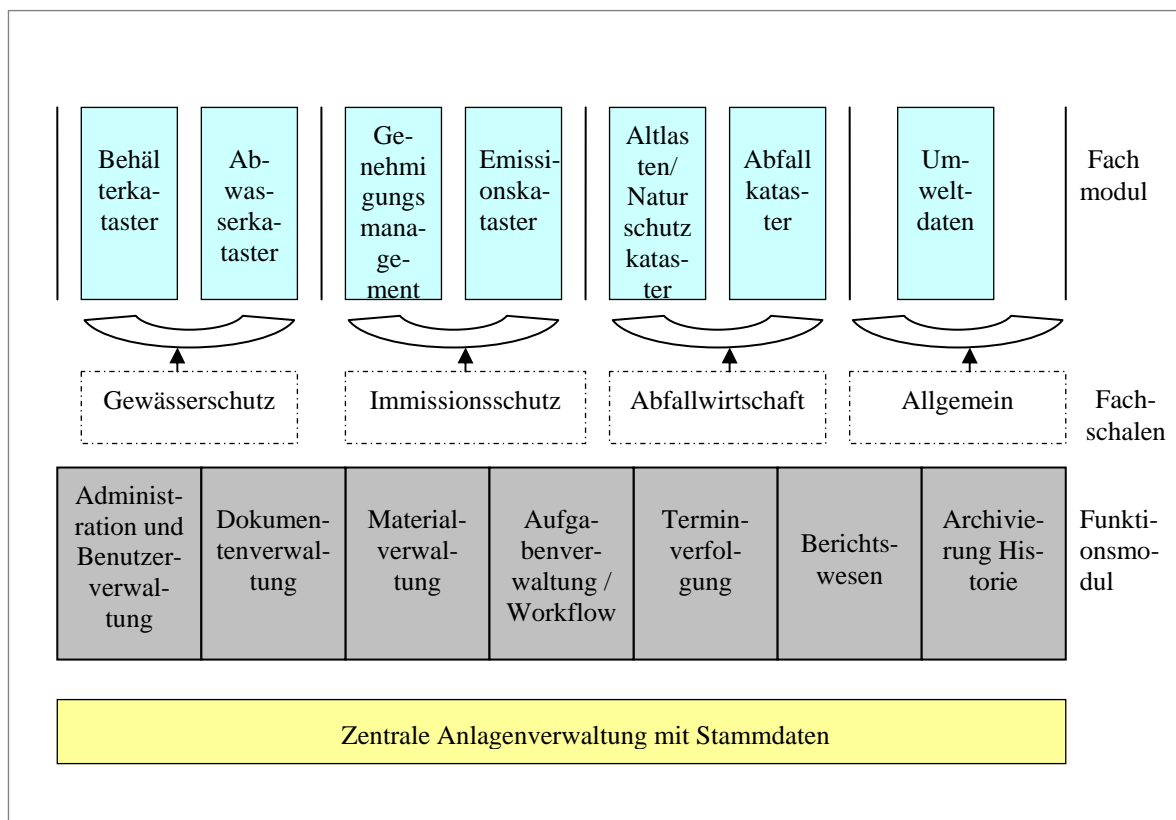 Behäl
terka-
taster
Ab-
was-
serka-
taster
Ge-
nehmi
gungs
mana-
ge-
ment
Emissi-
onska-
taster
Altlas
ten/
Natur
schutz
katas-
ter
Abfall
katas-
ter
Um-
welt-
daten
Fach
modul
Gewässerschutz
Immissionsschutz
Abfallwirtschaft
Allgemein
Fach-
schalen
Administ-
ration und
Benutzer-
verwal-
tung
Dokumen-
tenverwal-
tung
Material-
verwal-
tung
Aufga-
benver-
waltung /
Workflow
Termin-
verfol-
gung
Berichts-
wesen
Archivie-
rung His-
torie
Funkti-
onsmo-
dul
Zentrale Anlagenverwaltung mit Stammdaten